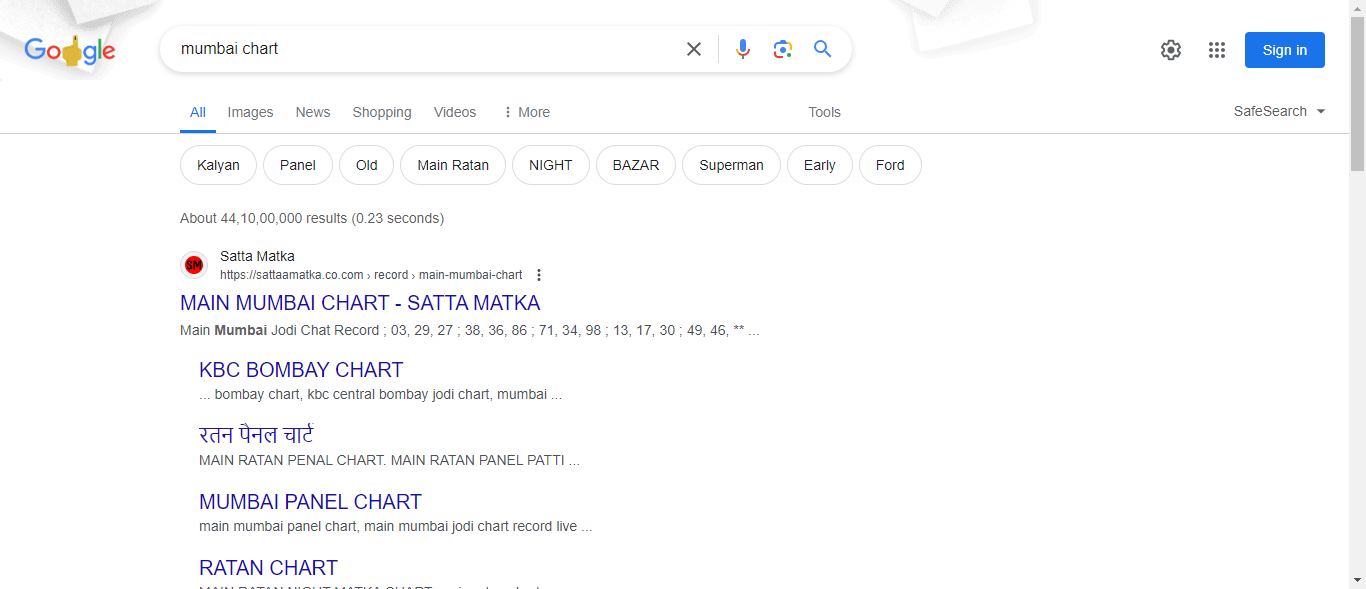 Google
mumbai chart
Sign in
All Images News Shopping Videos More Tools SafeSearch
Kalyan Panel Old Main Ratan NIGHT BAZAR Superman Early Ford
About 44,10,00,000 results (0.23 seconds)
SM
Satta Matka
https://sattaamatka.co.com › record › main-mumbai-chart
MAIN MUMBAI CHART - SATTA MATKA
Main Mumbai Jodi Chat Record ; 03, 29, 27 ; 38, 36, 86 ; 71, 34, 98 ; 13, 17, 30 ; 49, 46, ** ...
KBC BOMBAY CHART
... bombay chart, kbc central bombay jodi chart, mumbai ...
रतन पैनल चार्ट
MAIN RATAN PENAL CHART. MAIN RATAN PANEL PATTI ...
MUMBAI PANEL CHART
main mumbai panel chart, main mumbai jodi chart record live ...
RATAN CHART